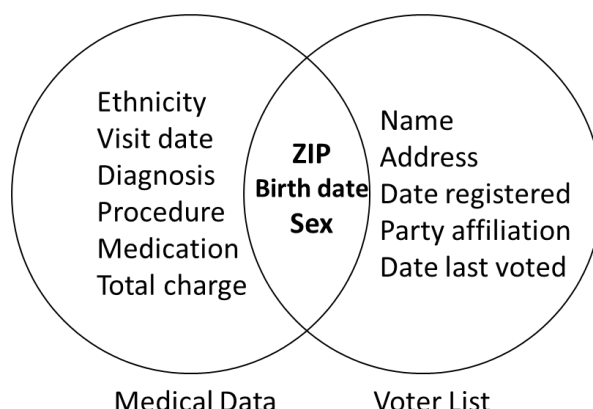 Ethnicity
Visit date
Diagnosis
Procedure
Medication
Total charge
ZIP
Birth date
Sex
Name
Address
Date registered
Party affiliation
Date last voted
Medical Data
Voter List